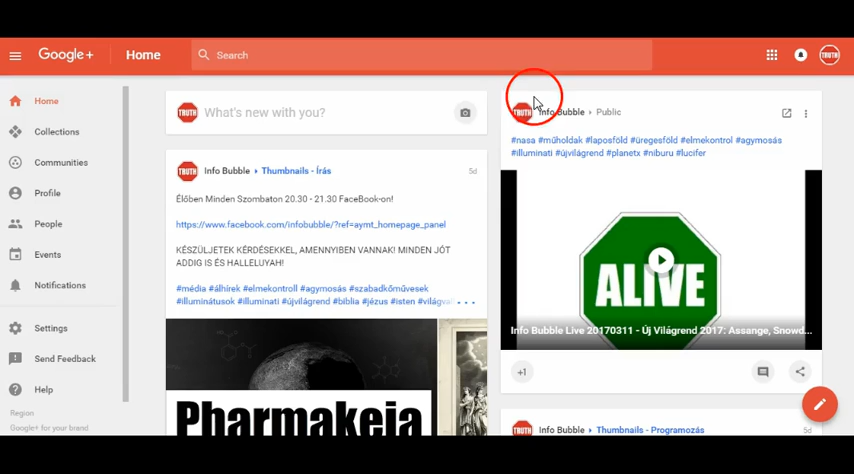 Google+ Home Search TRUTH
Home
Collections
Communities
Profile
People
Events
Notifications
Settings
Send Feedback
Help
Region
Google+ for your brand
TRUTH What's new with you?
TRUTH Info Bubble Thumbnails - Írás 5d
Élőben Minden Szombaton 20.30 - 21.30 FaceBook-on!
https://www.facebook.com/infobubble/?ref=aymt_homepage_panel
KÉSZÜLJETEK KÉRDÉSEKKEL, AMENNYIBEN VANNAK! MINDEN JÓT
ADDIG IS ÉS HALLELUYAH!
#média #álhírek #elmekontroll #agymosás #szabadkőművesek
#illuminátusok #illuminati #újvilágrend #biblia #jézus #isten #világval...
Pharmakeia
TRUTH Info Bubble Public
#nasa #műholdak #laposföld #üregesföld #elmekontrol #agymosás
#illuminati #újvilágrend #planetx #niburu #lucifer
ALIVE
Info Bubble Live 20170311 - Új Világrend 2017: Assange, Snowd...
+1
TRUTH Info Bubble Thumbnails - Programozás 5d